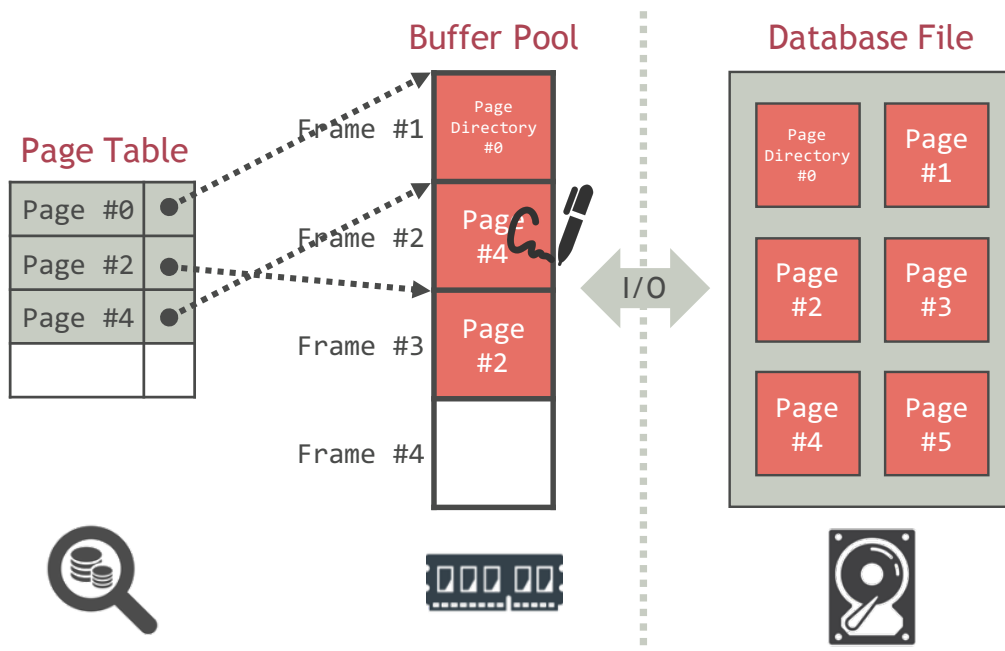 Buffer Pool
Database File
Page Table
Page #0
Page #2
Page #4
Frame #1
Frame #2
Frame #3
Frame #4
Page
Directory
#0
Page
#4
Page
#2
I/O
Page
Directory
#0
Page
#1
Page
#2
Page
#3
Page
#4
Page
#5